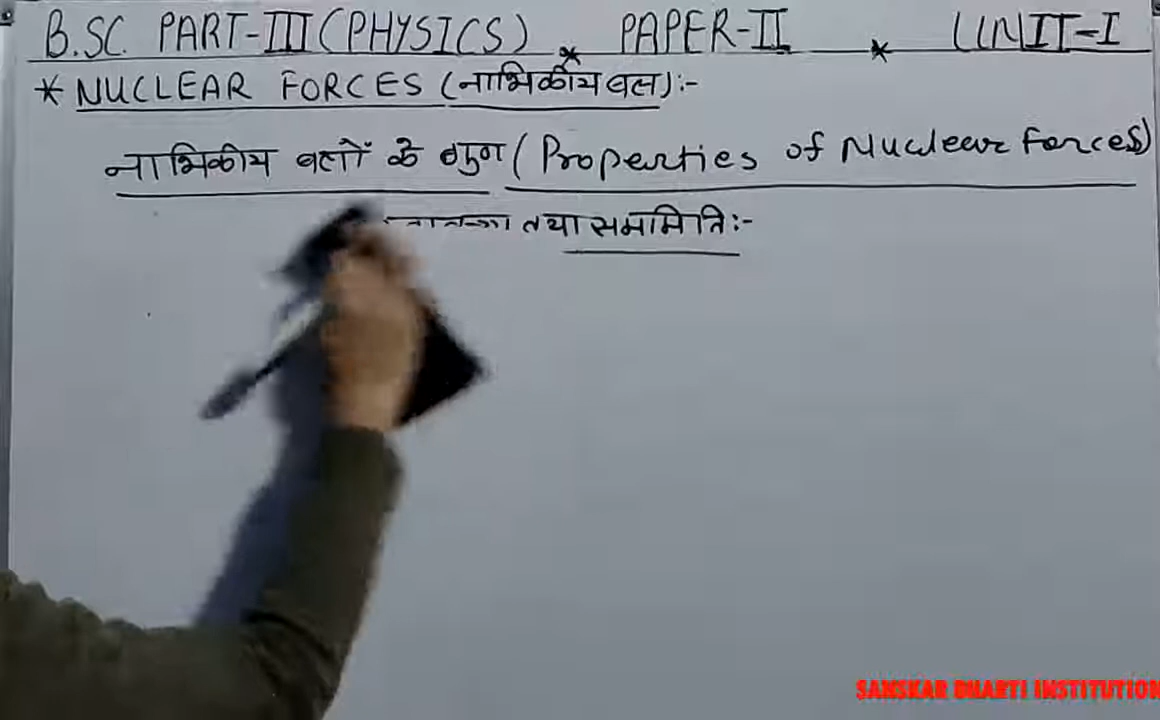 B.SC. PART-III (PHYSICS) * PAPER-II * UNIT-I
* NUCLEAR FORCES (नाभिकीय बल):-
नाभिकीय बलों के गुण (Properties of Nuclear Forces)
तथा सममिति:-
SANSKAR BHARTI INSTITUTION